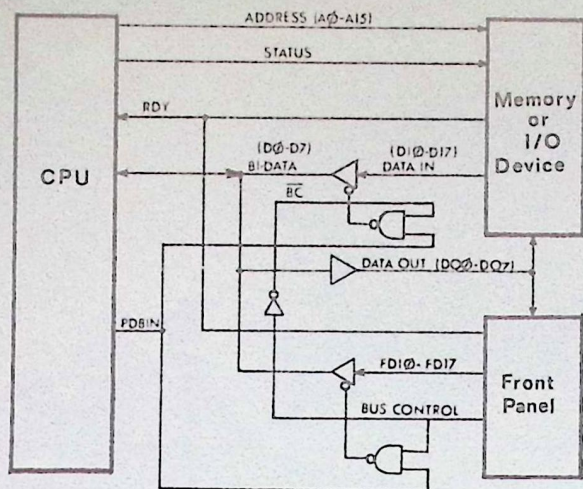 ADDRESS (AØ-A15)
STATUS
RDY
Memory
or
I/O
Device
(DØ-D7)
BI-DATA
(DIØ-DI7)
DATA IN
CPU
BC
DATA OUT (DOØ-DO7)
PDBIN
FDIØ-FDI7
Front
Panel
BUS CONTROL